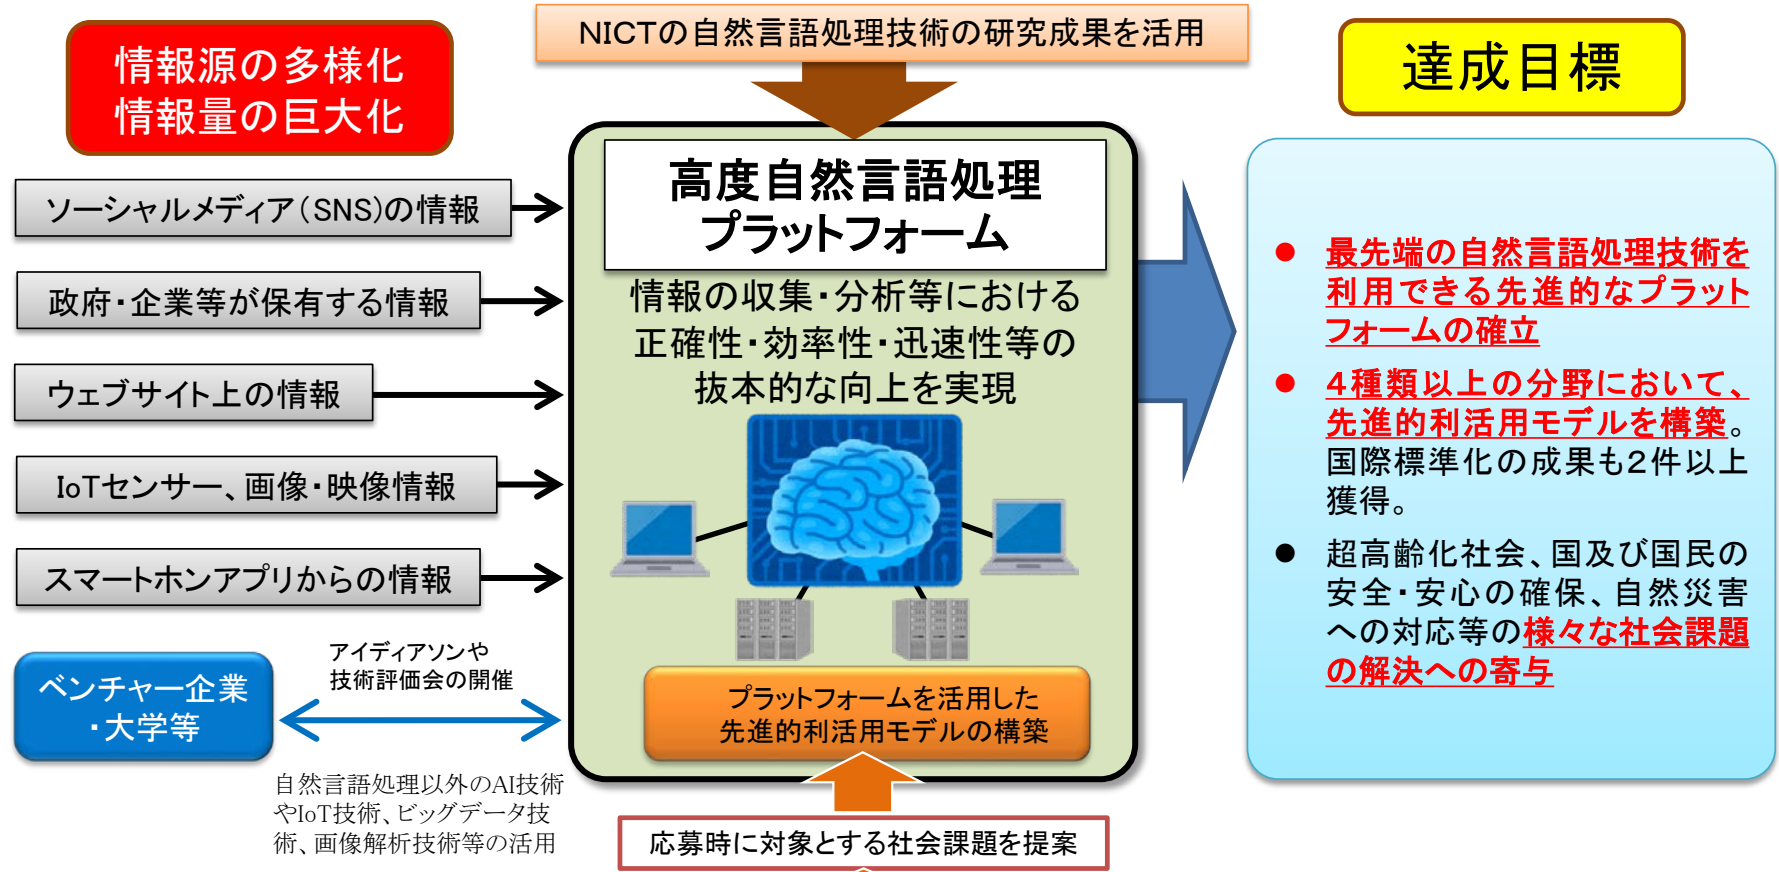 NICTの自然言語処理技術の研究成果を活用
情報源の多様化
情報量の巨大化
達成目標
ソーシャルメディア（SNS)の情報
政府・企業等が保有する情報
ウェブサイト上の情報
IoTセンサー、画像・映像情報
スマートホンアプリからの情報
高度自然言語処理
プラットフォーム
情報の収集・分析等における
正確性・効率性・迅速性等の
抜本的な向上を実現
プラットフォームを活用した
先進的利活用モデルの構築
応募時に対象とする社会課題を提案
ベンチャー企業
・大学等
アイディアソンや
技術評価会の開催
自然言語処理以外のAI技術
やIoT技術、ビッグデータ技
術、画像解析技術等の活用
● 最先端の自然言語処理技術を
利用できる先進的なプラット
フォームの確立
● ４種類以上の分野において、
先進的利活用モデルを構築。
国際標準化の成果も２件以上
獲得。
● 超高齢化社会、国及び国民の
安全・安心の確保、自然災害
への対応等の様々な社会課題
の解決への寄与